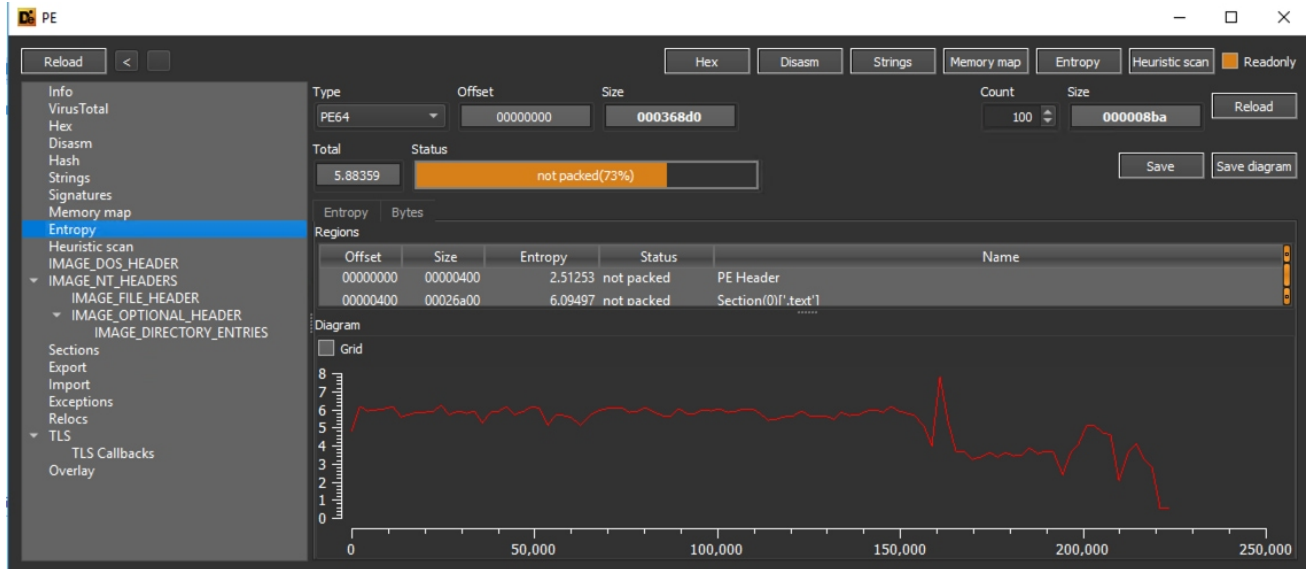 PE
Reload < Hex Disasm Strings Memory map Entropy Heuristic scan Readonly
Info
VirusTotal
Hex
Disasm
Hash
Strings
Signatures
Memory map
Entropy
Heuristic scan
IMAGE_DOS_HEADER
IMAGE_NT_HEADERS
IMAGE_FILE_HEADER
IMAGE_OPTIONAL_HEADER
IMAGE_DIRECTORY_ENTRIES
Sections
Export
Import
Exceptions
Relocs
TLS
TLS Callbacks
Overlay
Type Offset Size Count Size
PE64 00000000 000368d0 100 000008ba Reload
Total Status
5.88359 not packed(73%) Save Save diagram
Entropy Bytes
Regions
Offset Size Entropy Status Name
00000000 00000400 2.51253 not packed PE Header
00000400 00026a00 6.09497 not packed Section(0)['.text']
Diagram
Grid
8
7
6
5
4
3
2
1
0
0 50,000 100,000 150,000 200,000 250,000